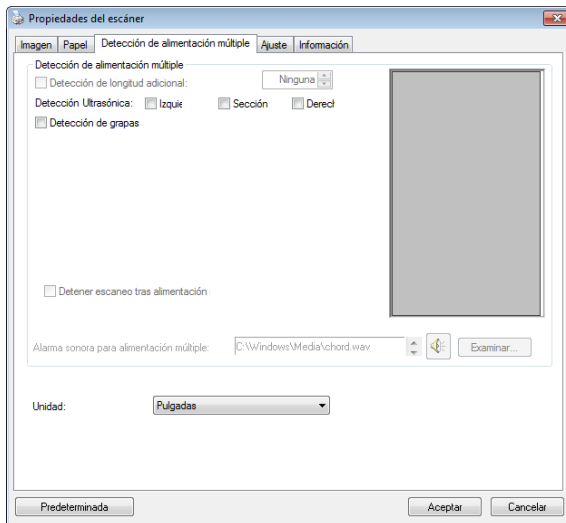 Propiedades del escáner
Imagen Papel Detección de alimentación múltiple Ajuste Información
Detección de alimentación múltiple
Detección de longitud adicional: Ninguna
Detección Ultrasónica: Izquie Sección Derech
Detección de grapas
Detener escaneo tras alimentación
Alarma sonora para alimentación múltiple: C:\Windows\Media\chord.wav Examinar...
Unidad: Pulgadas
Predeterminada Aceptar Cancelar